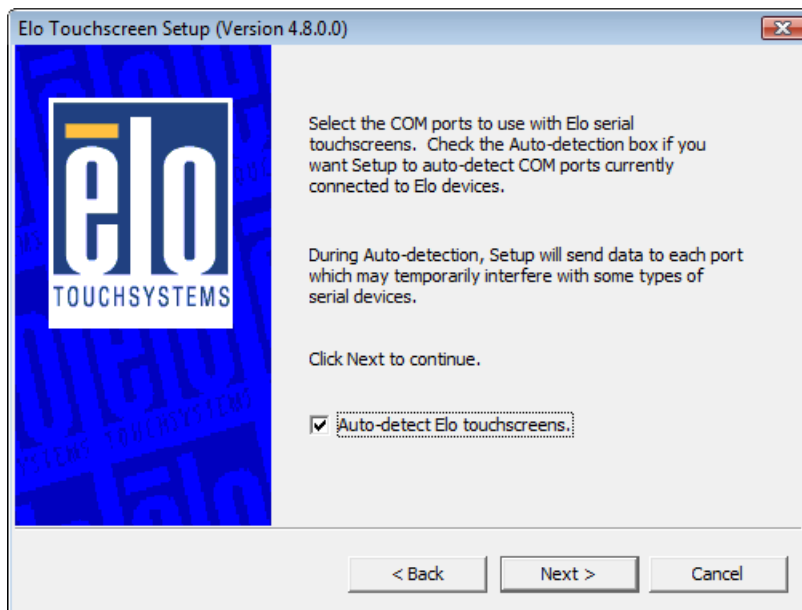 Elo Touchscreen Setup (Version 4.8.0.0)
elo
TOUCHSYSTEMS
Select the COM ports to use with Elo serial
touchscreens.  Check the Auto-detection box if you
want Setup to auto-detect COM ports currently
connected to Elo devices.
During Auto-detection, Setup will send data to each port
which may temporarily interfere with some types of
serial devices.
Click Next to continue.
Auto-detect Elo touchscreens.
< Back
Next >
Cancel